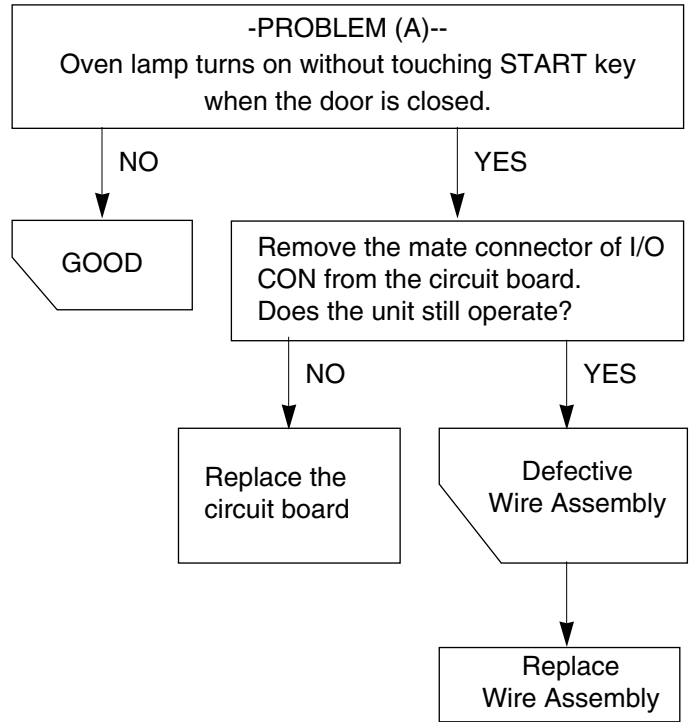 -PROBLEM (A)--
Oven lamp turns on without touching START key
when the door is closed.
NO
YES
GOOD
Remove the mate connector of I/O
CON from the circuit board.
Does the unit still operate?
NO
YES
Replace the
circuit board
Defective
Wire Assembly
Replace
Wire Assembly